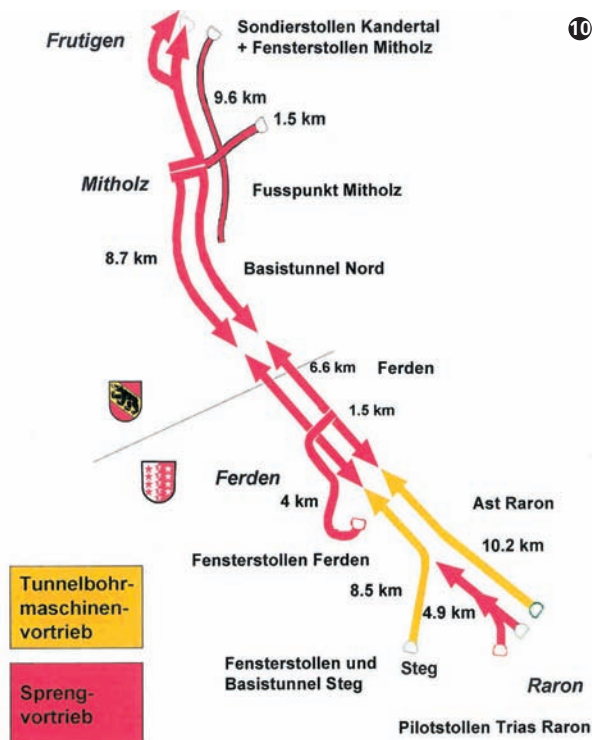 10
Frutigen
Sondierstollen Kandertal
+ Fensterstollen Mitholz
9.6 km
1.5 km
Mitholz
Fusspunkt Mitholz
8.7 km
Basistunnel Nord
6.6 km
Ferden
1.5 km
Ferden
4 km
Ast Raron
10.2 km
Fensterstollen Ferden
8.5 km
4.9 km
Tunnelbohr-
maschinen-
vortrieb
Fensterstollen und
Basistunnel Steg
Steg
Raron
Spreng-
vortrieb
Pilotstollen Trias Raron